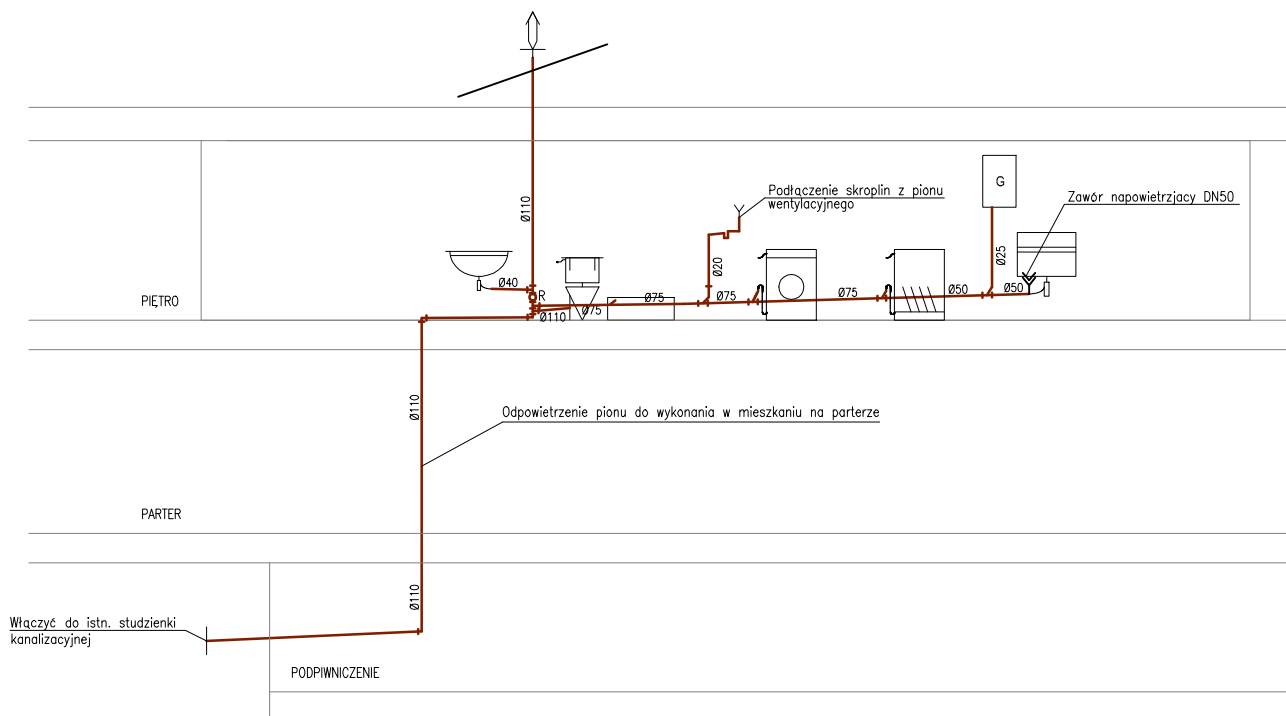 Ø110
Podłączenie skroplin z pionu
wentylacyjnego
G
Zawór napowietrzjacy DN50
Ø20
Ø25
Ø40
R
PIĘTRO
Ø75
Ø75
Ø75
Ø50
Ø50
Ø110
Ø75
Ø110
Odpowietrzenie pionu do wykonania w mieszkaniu na parterze
PARTER
Ø110
Włączyć do istn. studzienki
kanalizacyjnej
PODPIWNICZENIE